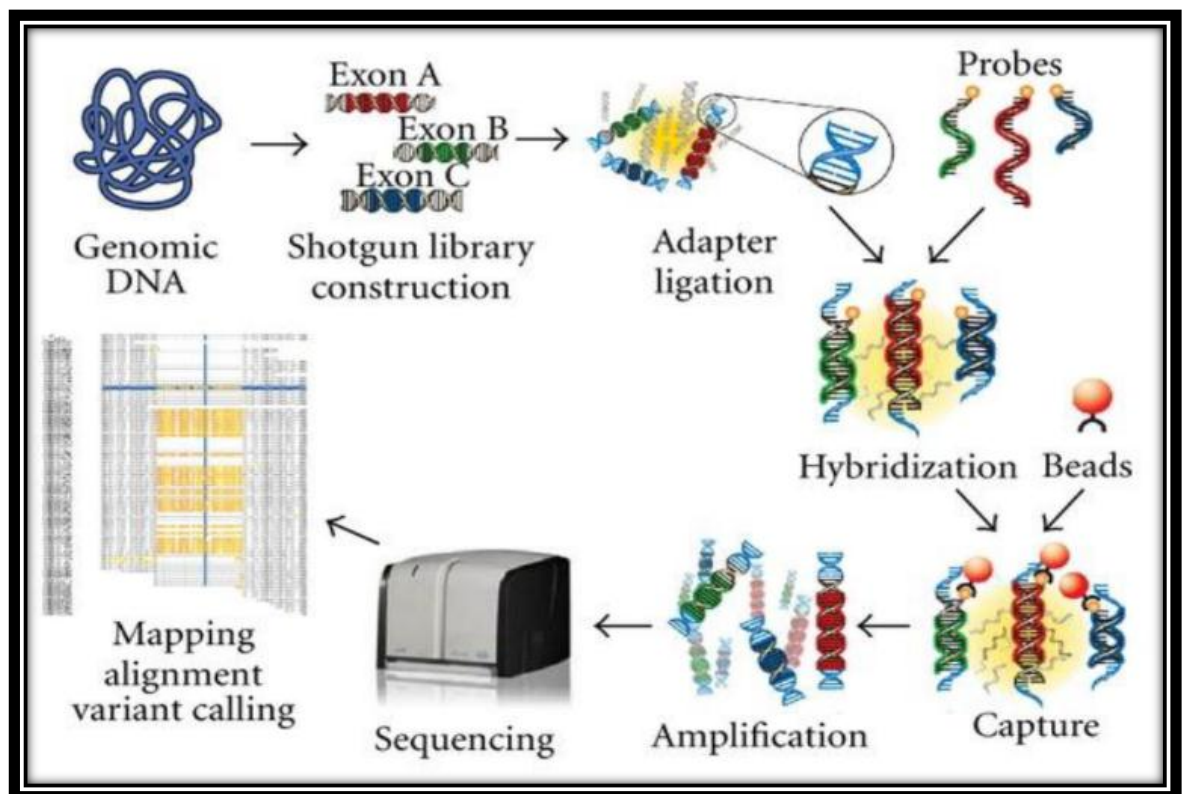 Exon A
Exon B
Exon C
Genomic
DNA
Shotgun library
construction
Adapter
ligation
Probes
Hybridization
Beads
Capture
Amplification
Sequencing
Mapping
alignment
variant calling